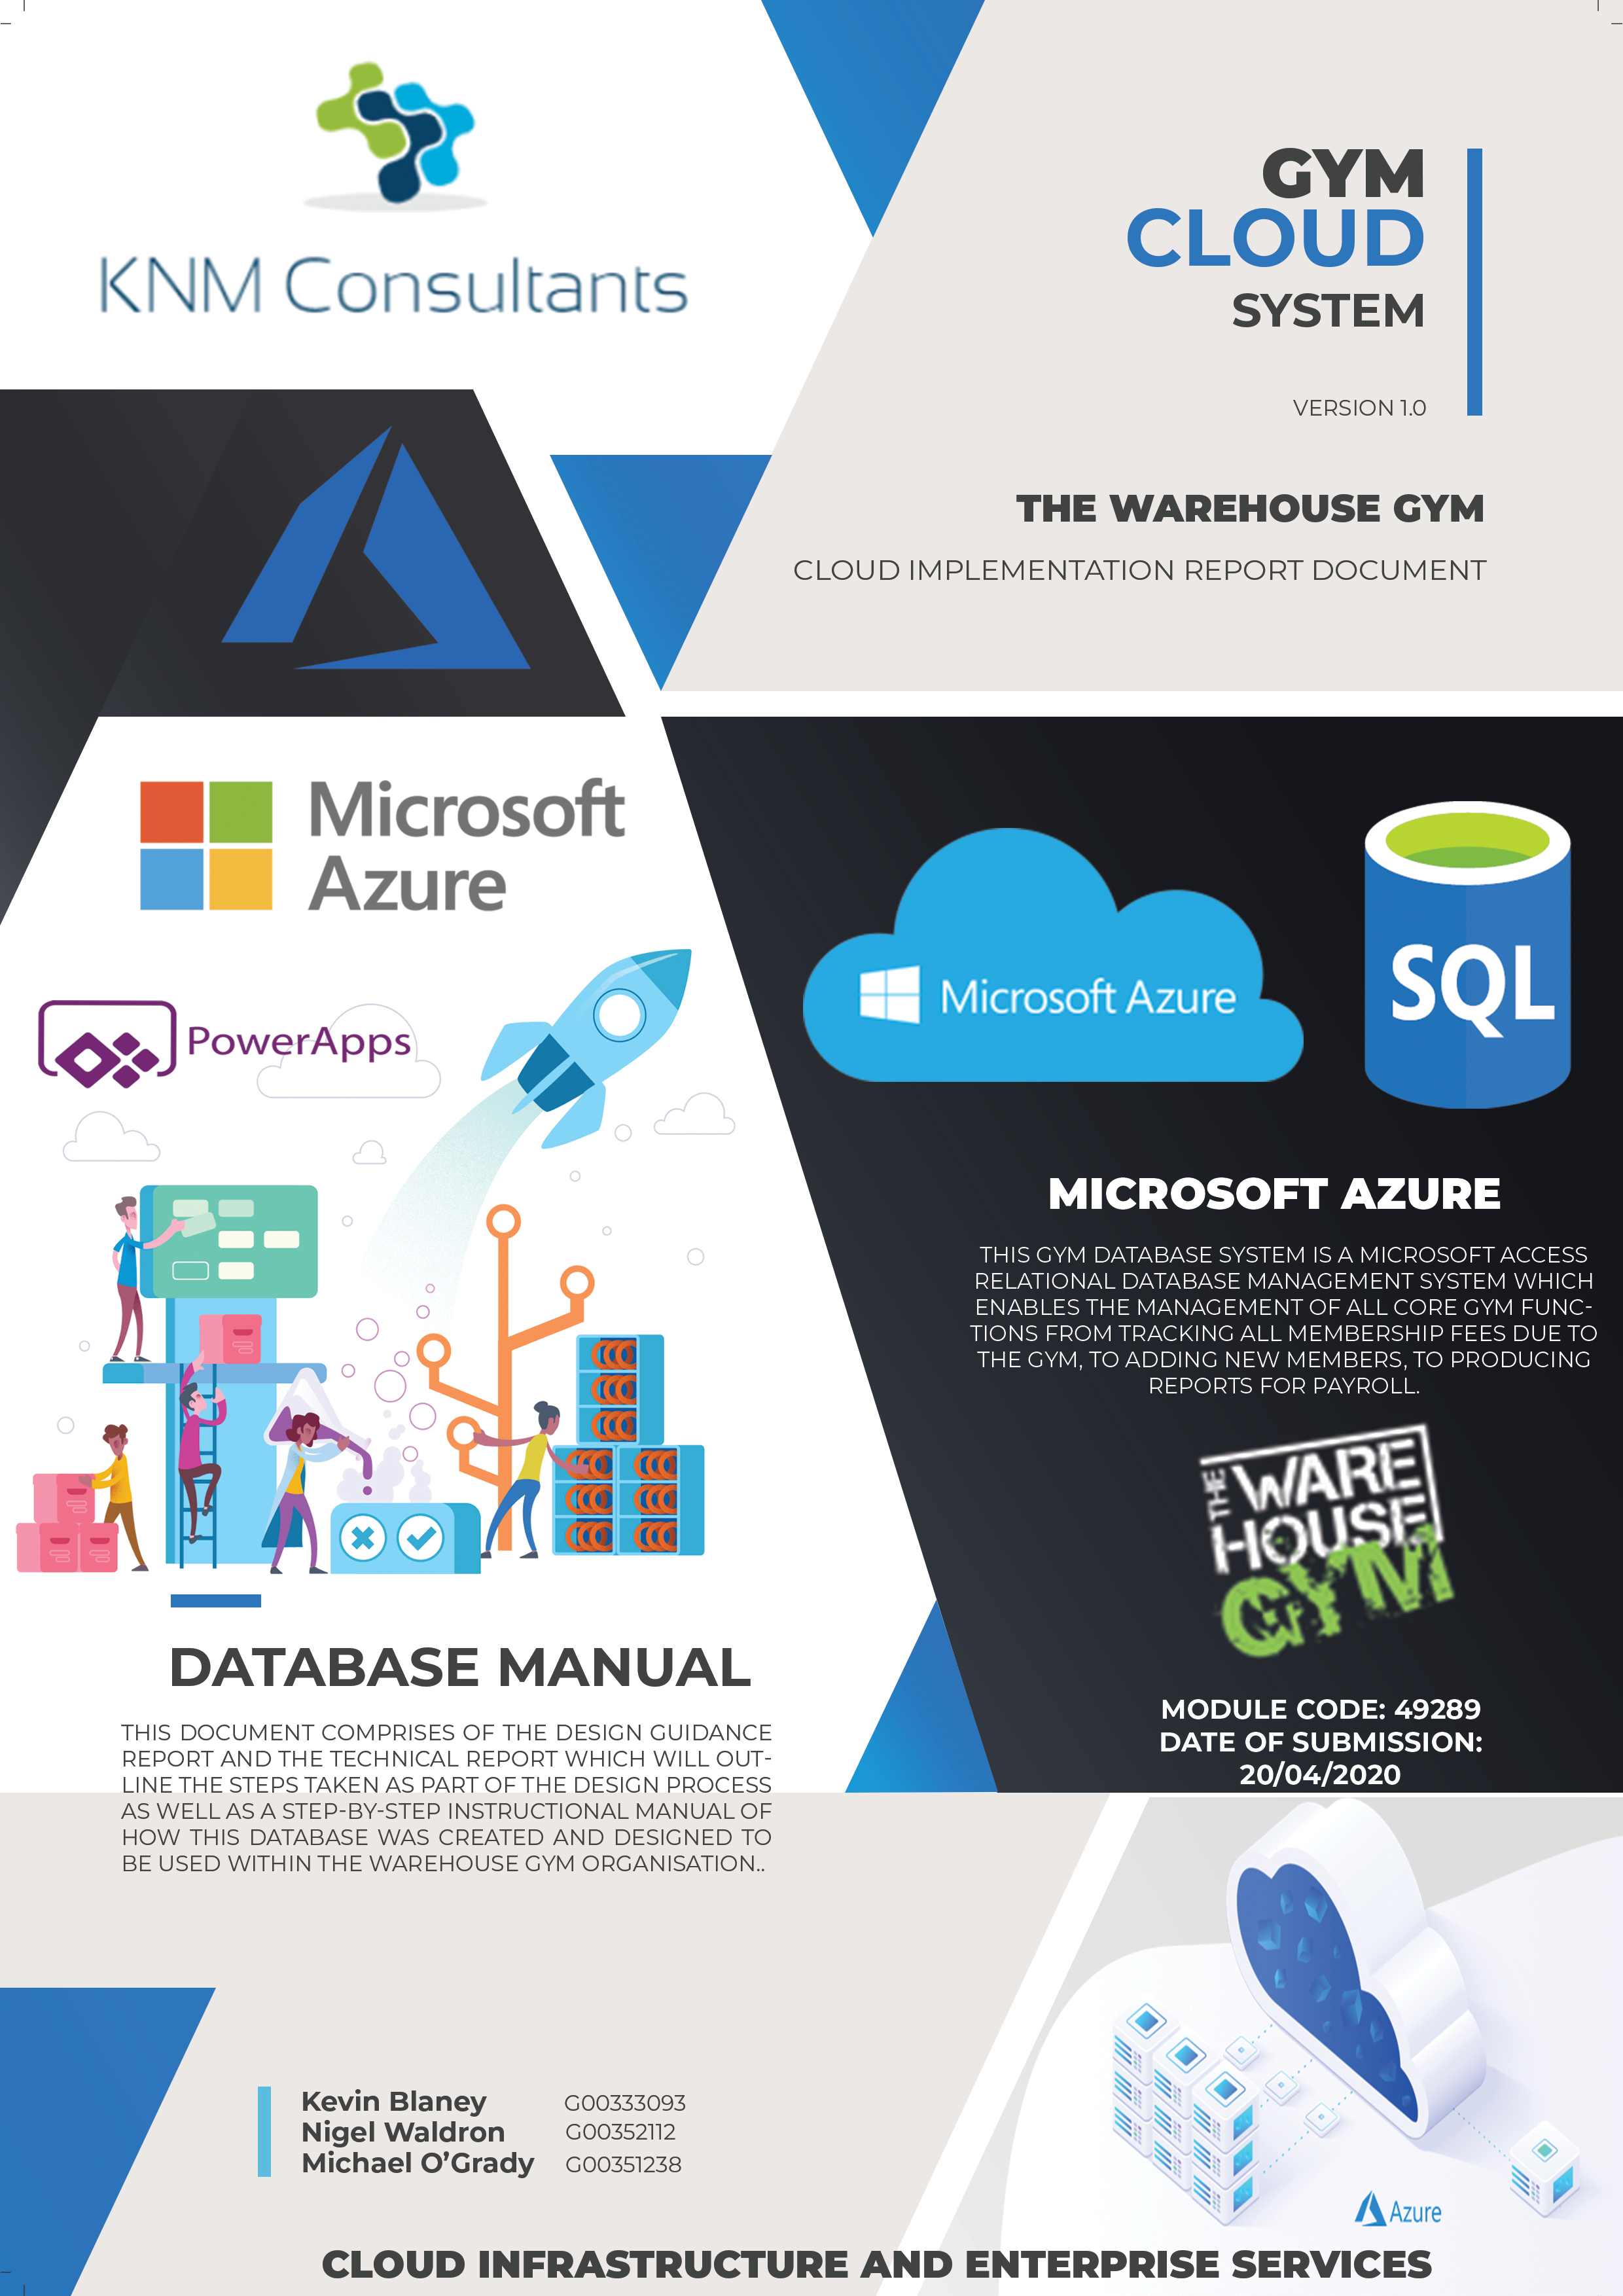 KNM Consultants
GYM
CLOUD
SYSTEM
VERSION 1.0
THE WAREHOUSE GYM
CLOUD IMPLEMENTATION REPORT DOCUMENT
Microsoft
Azure
PowerApps
Microsoft Azure
SQL
MICROSOFT AZURE
THIS GYM DATABASE SYSTEM IS A MICROSOFT ACCESS
RELATIONAL DATABASE MANAGEMENT SYSTEM WHICH
ENABLES THE MANAGEMENT OF ALL CORE GYM FUNC-
TIONS FROM TRACKING ALL MEMBERSHIP FEES DUE TO
THE GYM, TO ADDING NEW MEMBERS, TO PRODUCING
REPORTS FOR PAYROLL.
THE WARE
HOUSE
GYM
MODULE CODE: 49289
DATE OF SUBMISSION:
20/04/2020
DATABASE MANUAL
THIS DOCUMENT COMPRISES OF THE DESIGN GUIDANCE
REPORT AND THE TECHNICAL REPORT WHICH WILL OUT-
LINE THE STEPS TAKEN AS PART OF THE DESIGN PROCESS
AS WELL AS A STEP-BY-STEP INSTRUCTIONAL MANUAL OF
HOW THIS DATABASE WAS CREATED AND DESIGNED TO
BE USED WITHIN THE WAREHOUSE GYM ORGANISATION..
Kevin Blaney G00333093
Nigel Waldron G00352112
Michael O’Grady G00351238
Azure
CLOUD INFRASTRUCTURE AND ENTERPRISE SERVICES